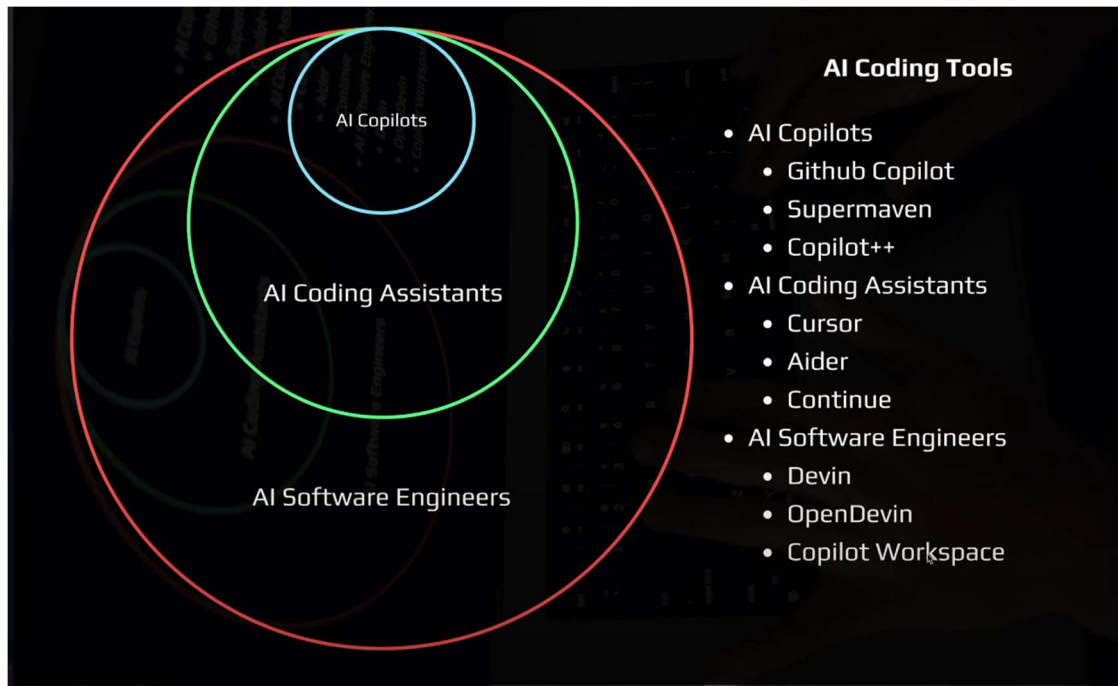 AI Coding Tools
AI Copilots
• AI Copilots
• Github Copilot
• Supermaven
• Copilot++
AI Coding Assistants
• AI Coding Assistants
• Cursor
• Aider
• Continue
AI Software Engineers
• AI Software Engineers
• Devin
• OpenDevin
• Copilot Workspace